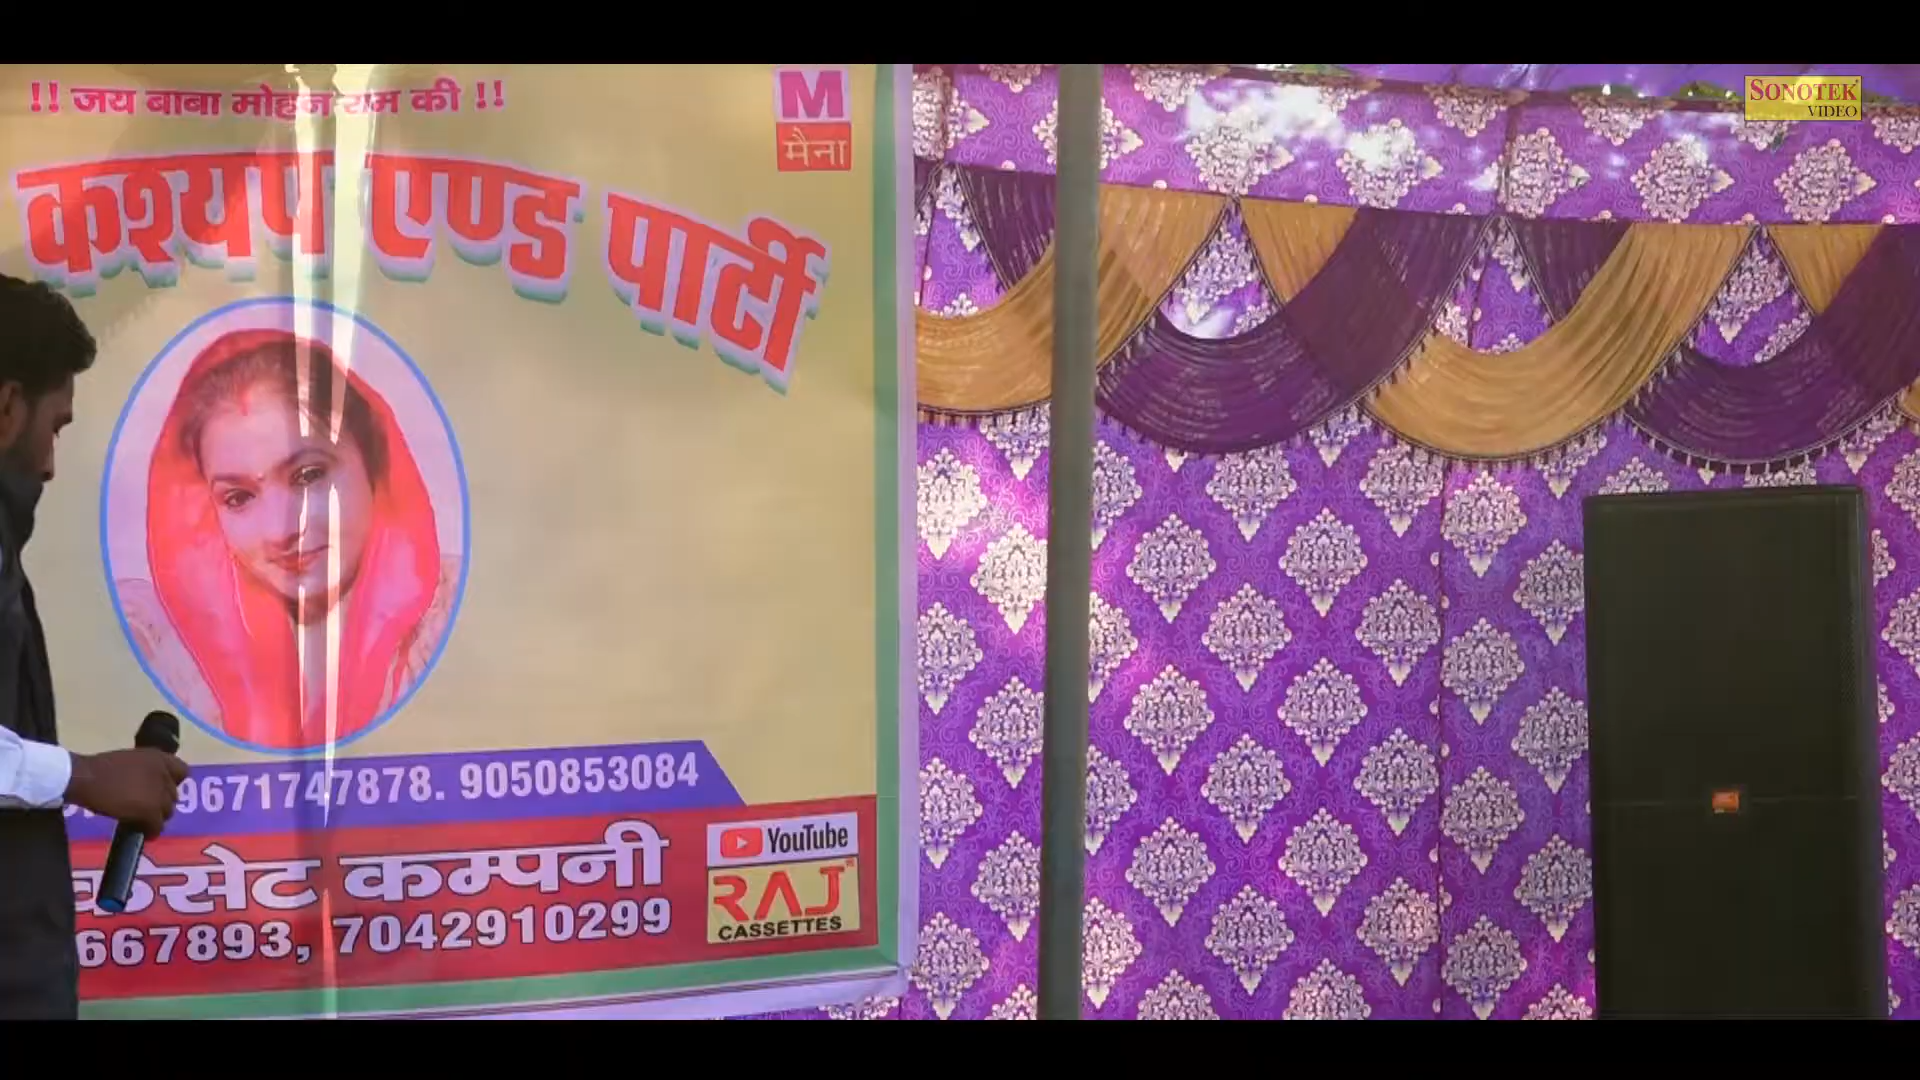 !! जय बाबा मोहन राम की !!
M
मैना
SONOTEK
VIDEO
कश्यप एण्ड पार्टी
9671747878. 9050853084
कैसेट कम्पनी
667893, 7042910299
YouTube
RAJ
CASSETTES